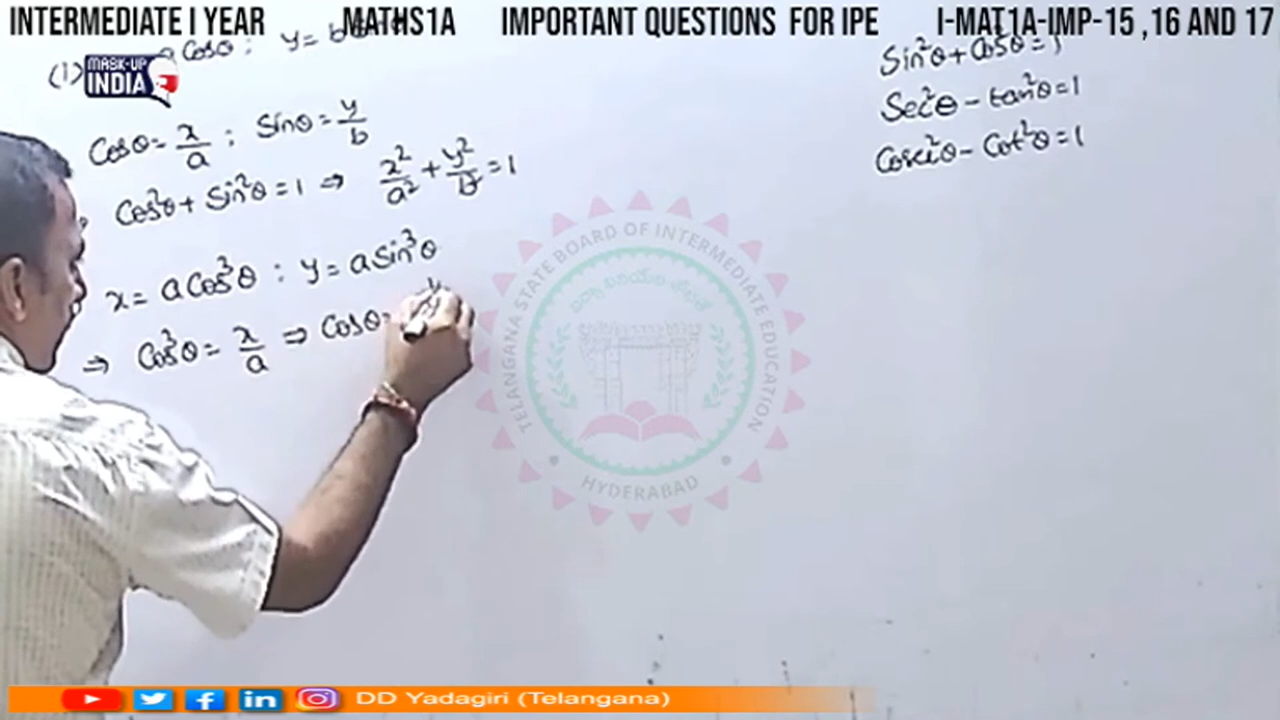 INTERMEDIATE I YEAR MATHS1A IMPORTANT QUESTIONS FOR IPE I-MAT1A-IMP-15 ,16 AND 17
(1) Cosθ ; y =
MASK-UP
INDIA
Cosθ = x/a ; Sinθ = y/b
Cos²θ + Sin²θ = 1 ⇒ x²/a² + y²/b² = 1
x = a Cos³θ ; y = a Sin³θ
⇒ Cos³θ = x/a ⇒ Cosθ =
Sin²θ + Cos²θ = 1
Sec²θ - tan²θ = 1
Cosec²θ - Cot²θ = 1
TELANGANA STATE BOARD OF INTERMEDIATE EDUCATION
HYDERABAD
DD Yadagiri (Telangana)